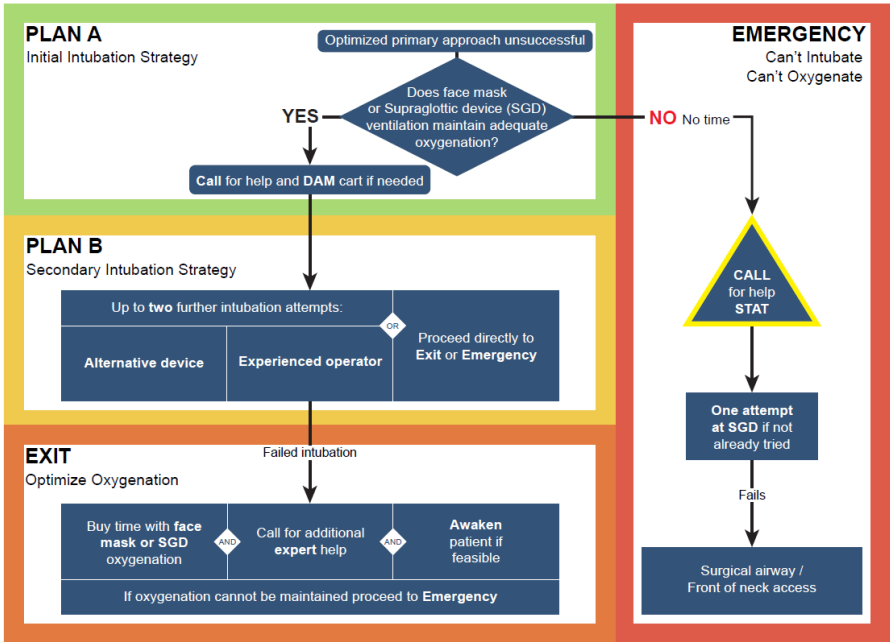 PLAN A
Initial Intubation Strategy
Optimized primary approach unsuccessful
Does face mask
or Supraglottic device (SGD)
ventilation maintain adequate
oxygenation?
YES
Call for help and DAM cart if needed
PLAN B
Secondary Intubation Strategy
Up to two further intubation attempts:
Alternative device
Experienced operator
OR
Proceed directly to
Exit or Emergency
Failed intubation
EXIT
Optimize Oxygenation
Buy time with face
mask or SGD
oxygenation
AND
Call for additional
expert help
AND
Awaken
patient if
feasible
If oxygenation cannot be maintained proceed to Emergency
EMERGENCY
Can't Intubate
Can't Oxygenate
NO No time
CALL
for help
STAT
One attempt
at SGD if not
already tried
Fails
Surgical airway /
Front of neck access